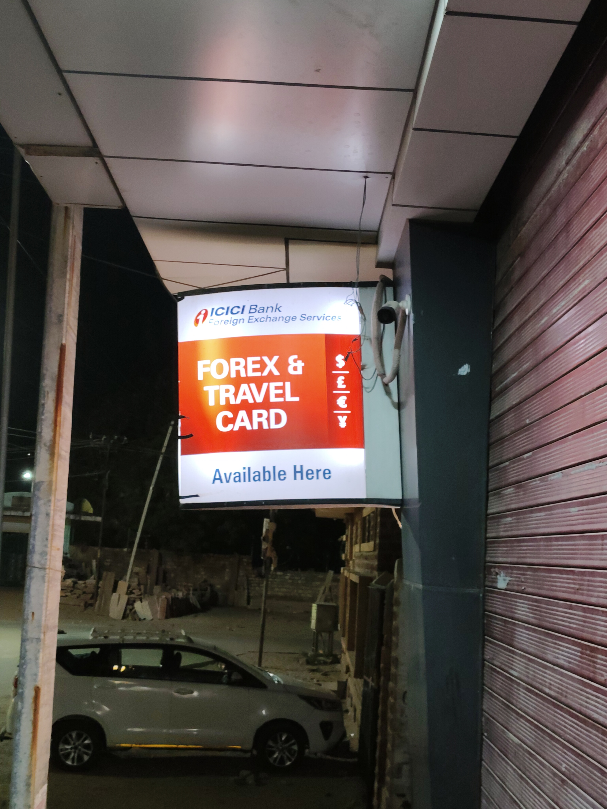 ICICI Bank
Foreign Exchange Services
FOREX &
TRAVEL
CARD
$
£
€
¥
Available Here